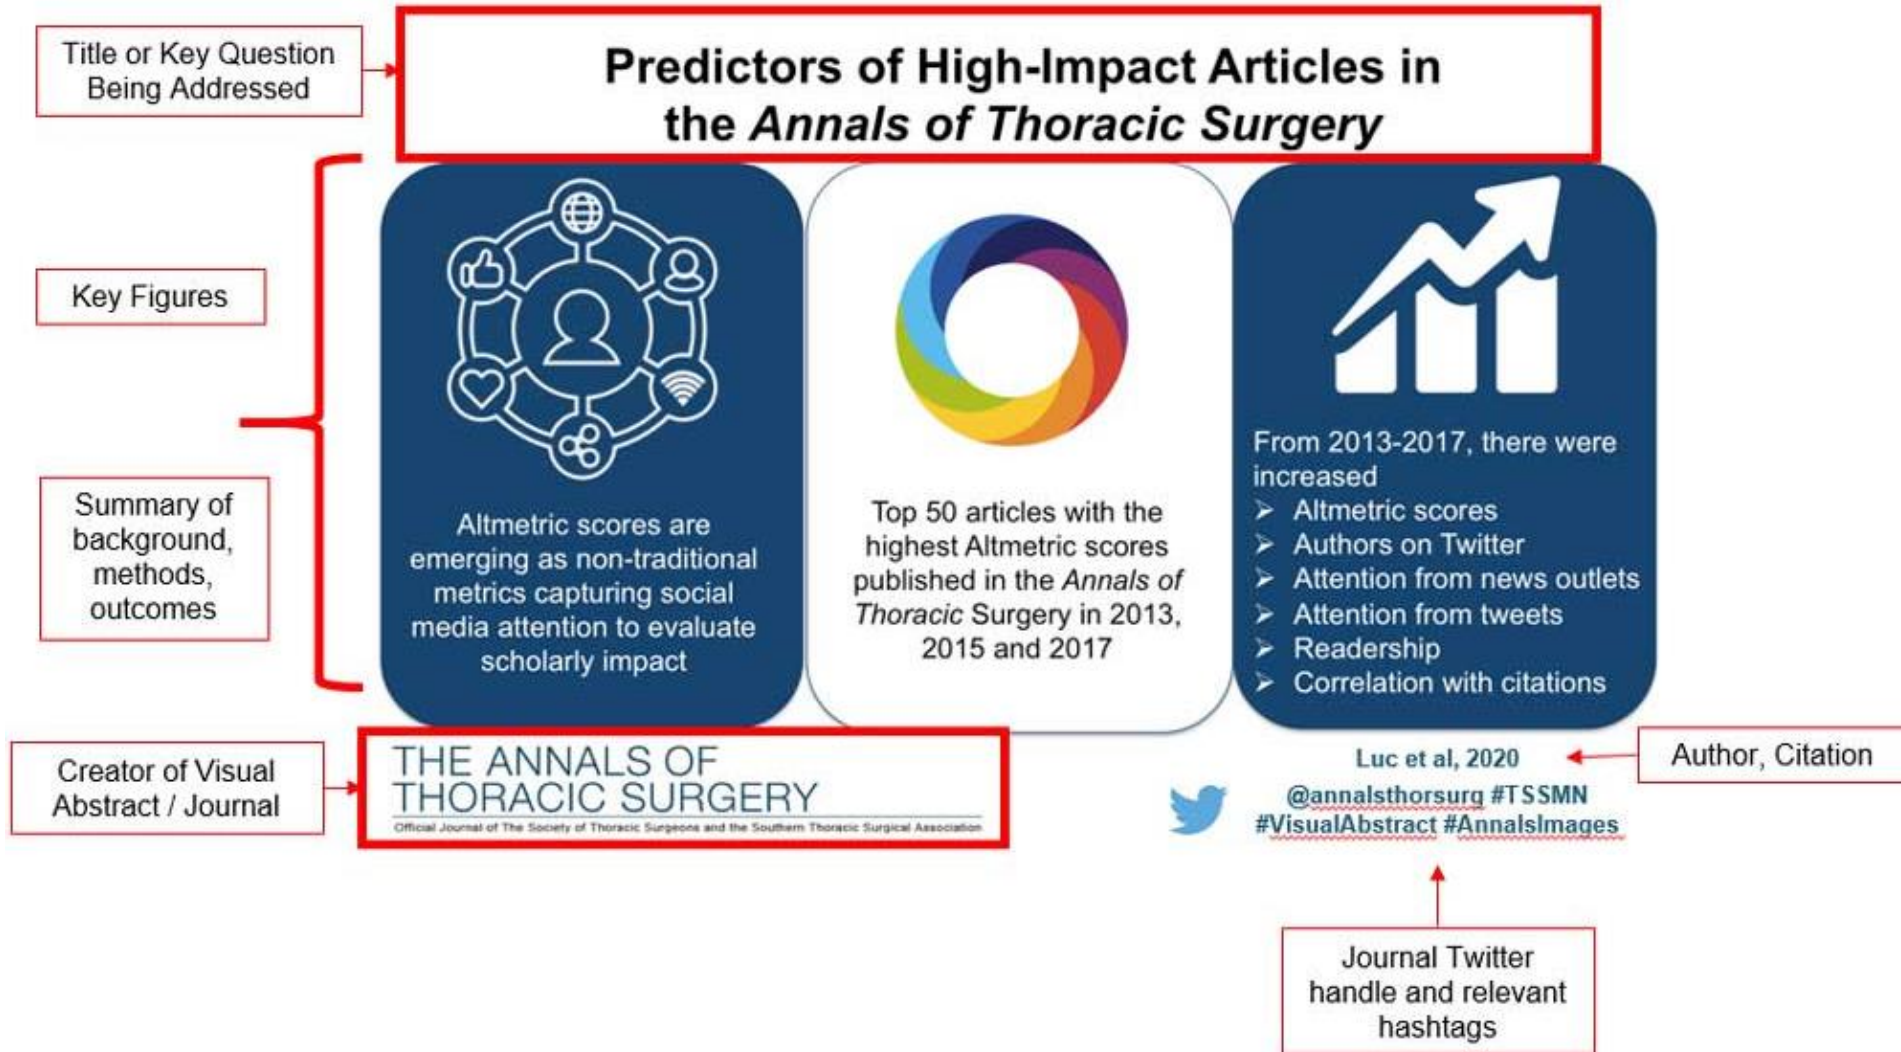 Title or Key Question
Being Addressed
Predictors of High-Impact Articles in
the Annals of Thoracic Surgery
Key Figures
Summary of
background,
methods,
outcomes
Altmetric scores are
emerging as non-traditional
metrics capturing social
media attention to evaluate
scholarly impact
Top 50 articles with the
highest Altmetric scores
published in the Annals of
Thoracic Surgery in 2013,
2015 and 2017
From 2013-2017, there were
increased
➢ Altmetric scores
➢ Authors on Twitter
➢ Attention from news outlets
➢ Attention from tweets
➢ Readership
➢ Correlation with citations
Creator of Visual
Abstract / Journal
THE ANNALS OF
THORACIC SURGERY
Official Journal of The Society of Thoracic Surgeons and the Southern Thoracic Surgical Association
Luc et al, 2020
@annalsthorsurg #TSSMN
#VisualAbstract #AnnalsImages
Author, Citation
Journal Twitter
handle and relevant
hashtags